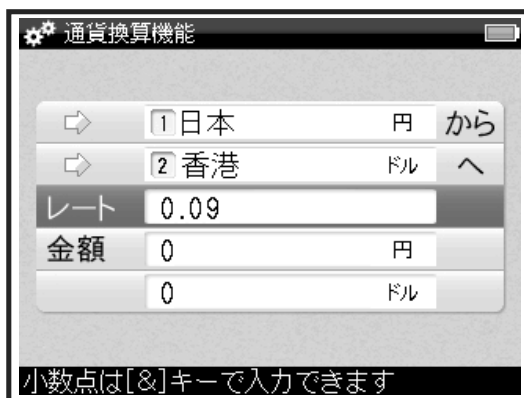 通貨換算機能
1 日本 円 から
2 香港 ドル へ
レート 0.09
金額 0 円
0 ドル
小数点は[&]キーで入力できます